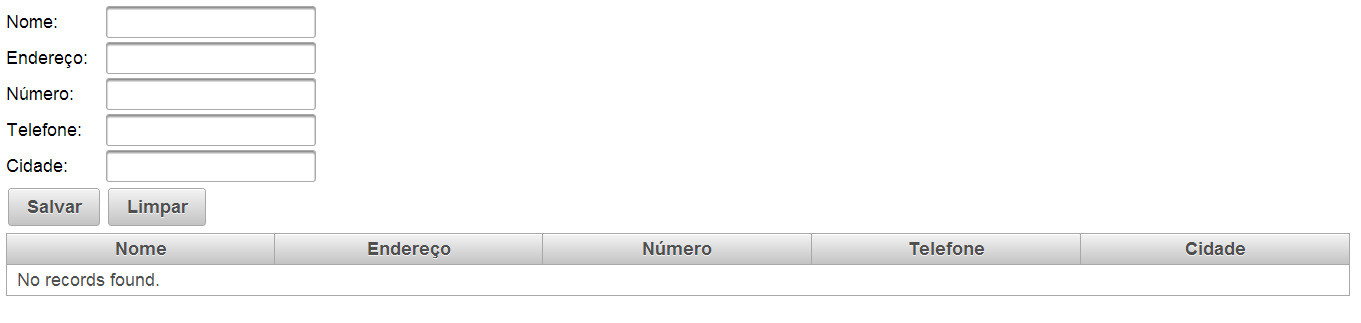 Nome:
Endereço:
Número:
Telefone:
Cidade:
Salvar Limpar
Nome Endereço Número Telefone Cidade
No records found.